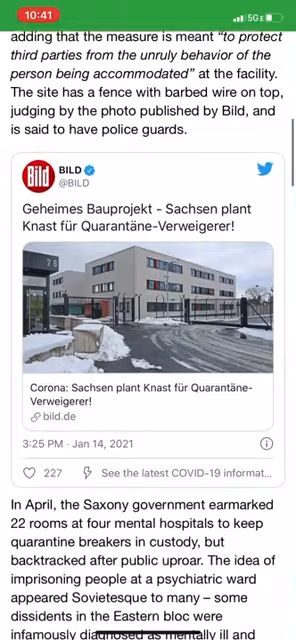 10:41
5GE
adding that the measure is meant “to protect
third parties from the unruly behavior of the
person being accommodated” at the facility.
The site has a fence with barbed wire on top,
judging by the photo published by Bild, and
is said to have police guards.
Bild
BILD
@BILD
Geheimes Bauprojekt - Sachsen plant
Knast für Quarantäne-Verweigerer!
26
Corona: Sachsen plant Knast für Quarantäne-
Verweigerer!
bild.de
3:25 PM · Jan 14, 2021
227
See the latest COVID-19 informat...
In April, the Saxony government earmarked
22 rooms at four mental hospitals to keep
quarantine breakers in custody, but
backtracked after public uproar. The idea of
imprisoning people at a psychiatric ward
appeared Sovietesque to many – some
dissidents in the Eastern bloc were
infamously diagnosed as mentally ill and